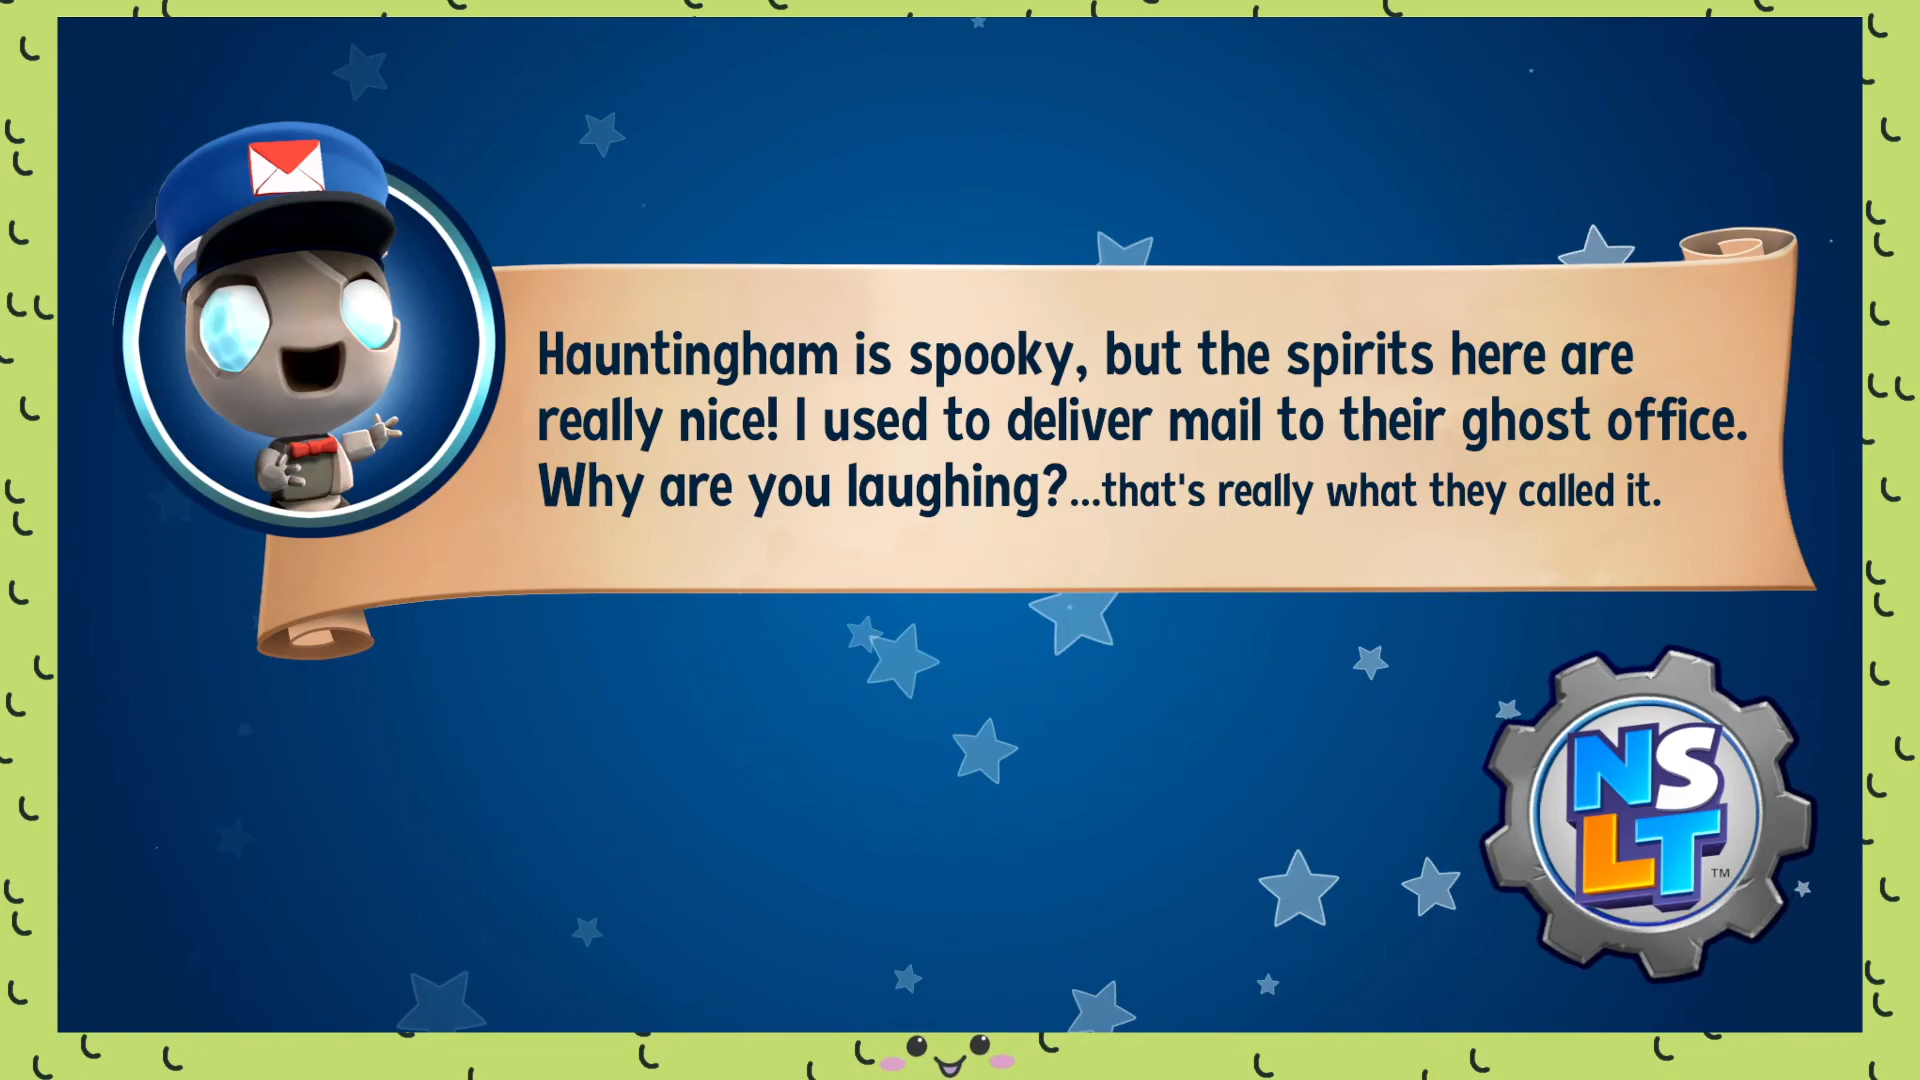 Hauntingham is spooky, but the spirits here are
really nice! I used to deliver mail to their ghost office.
Why are you laughing?...that's really what they called it.
NS
LT
TM